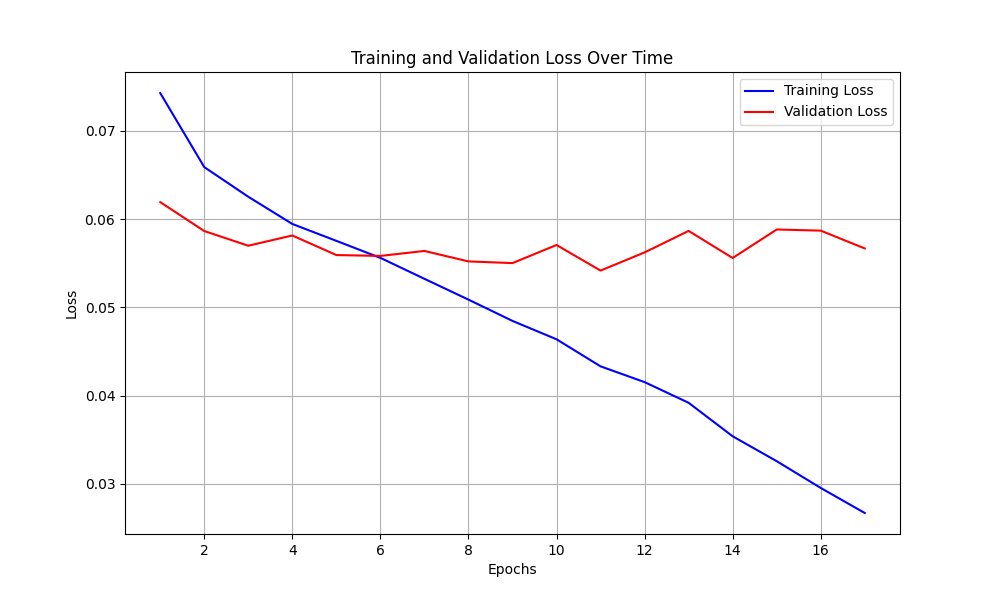 Training and Validation Loss Over Time
Training Loss
Validation Loss
0.07
0.06
0.05
0.04
0.03
Loss
2 4 6 8 10 12 14 16
Epochs